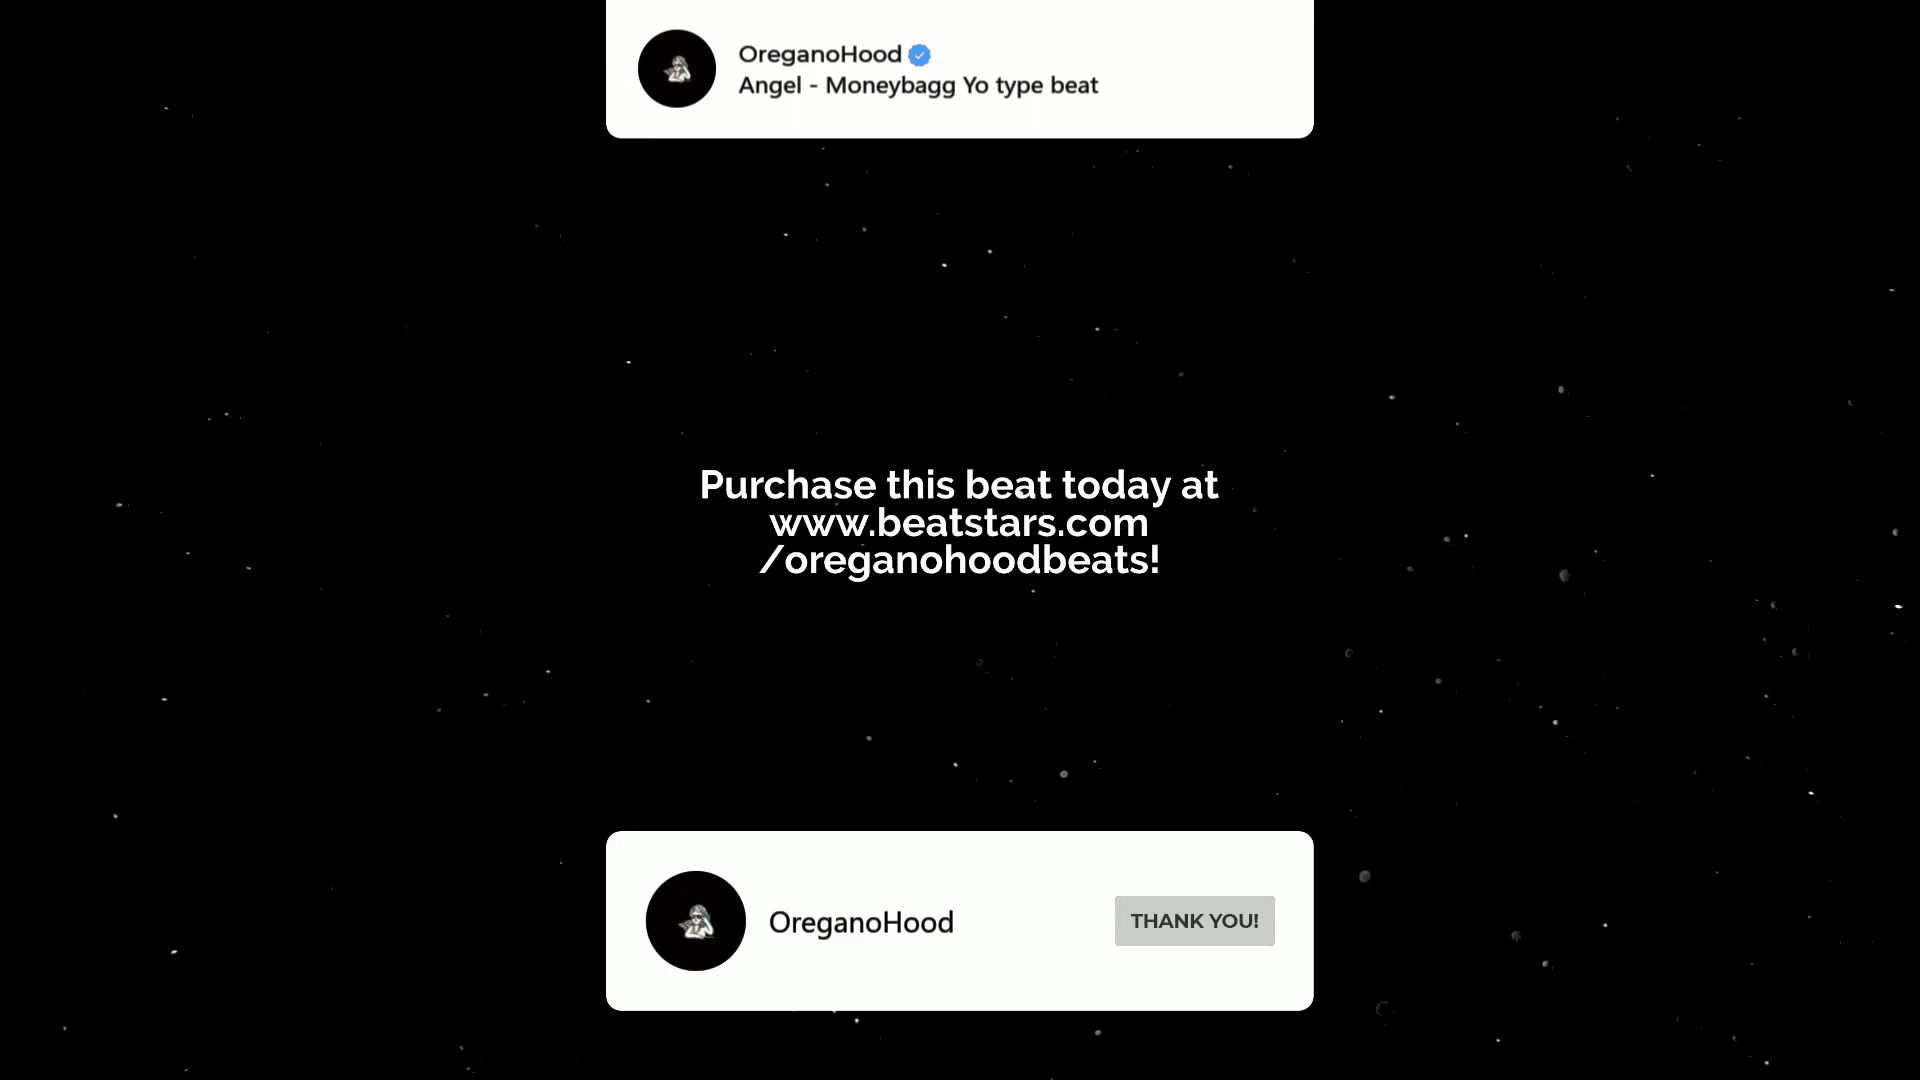 OreganoHood
Angel - Moneybagg Yo type beat
Purchase this beat today at
www.beatstars.com
/oreganohoodbeats!
OreganoHood
THANK YOU!